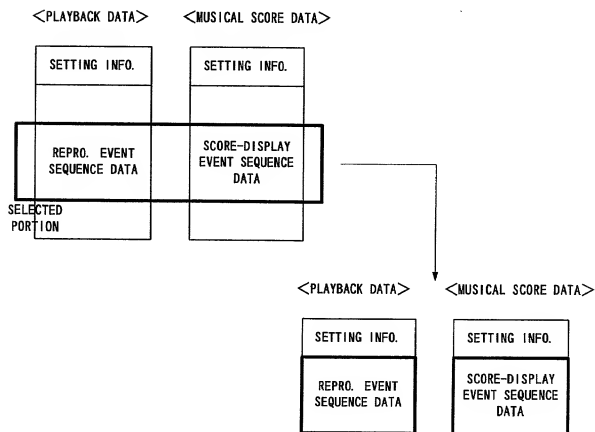 <PLAYBACK DATA> <MUSICAL SCORE DATA>
SETTING INFO. SETTING INFO.
REPRO. EVENT
SEQUENCE DATA
SCORE-DISPLAY
EVENT SEQUENCE
DATA
SELECTED
PORTION
<PLAYBACK DATA> <MUSICAL SCORE DATA>
SETTING INFO. SETTING INFO.
REPRO. EVENT
SEQUENCE DATA
SCORE-DISPLAY
EVENT SEQUENCE
DATA